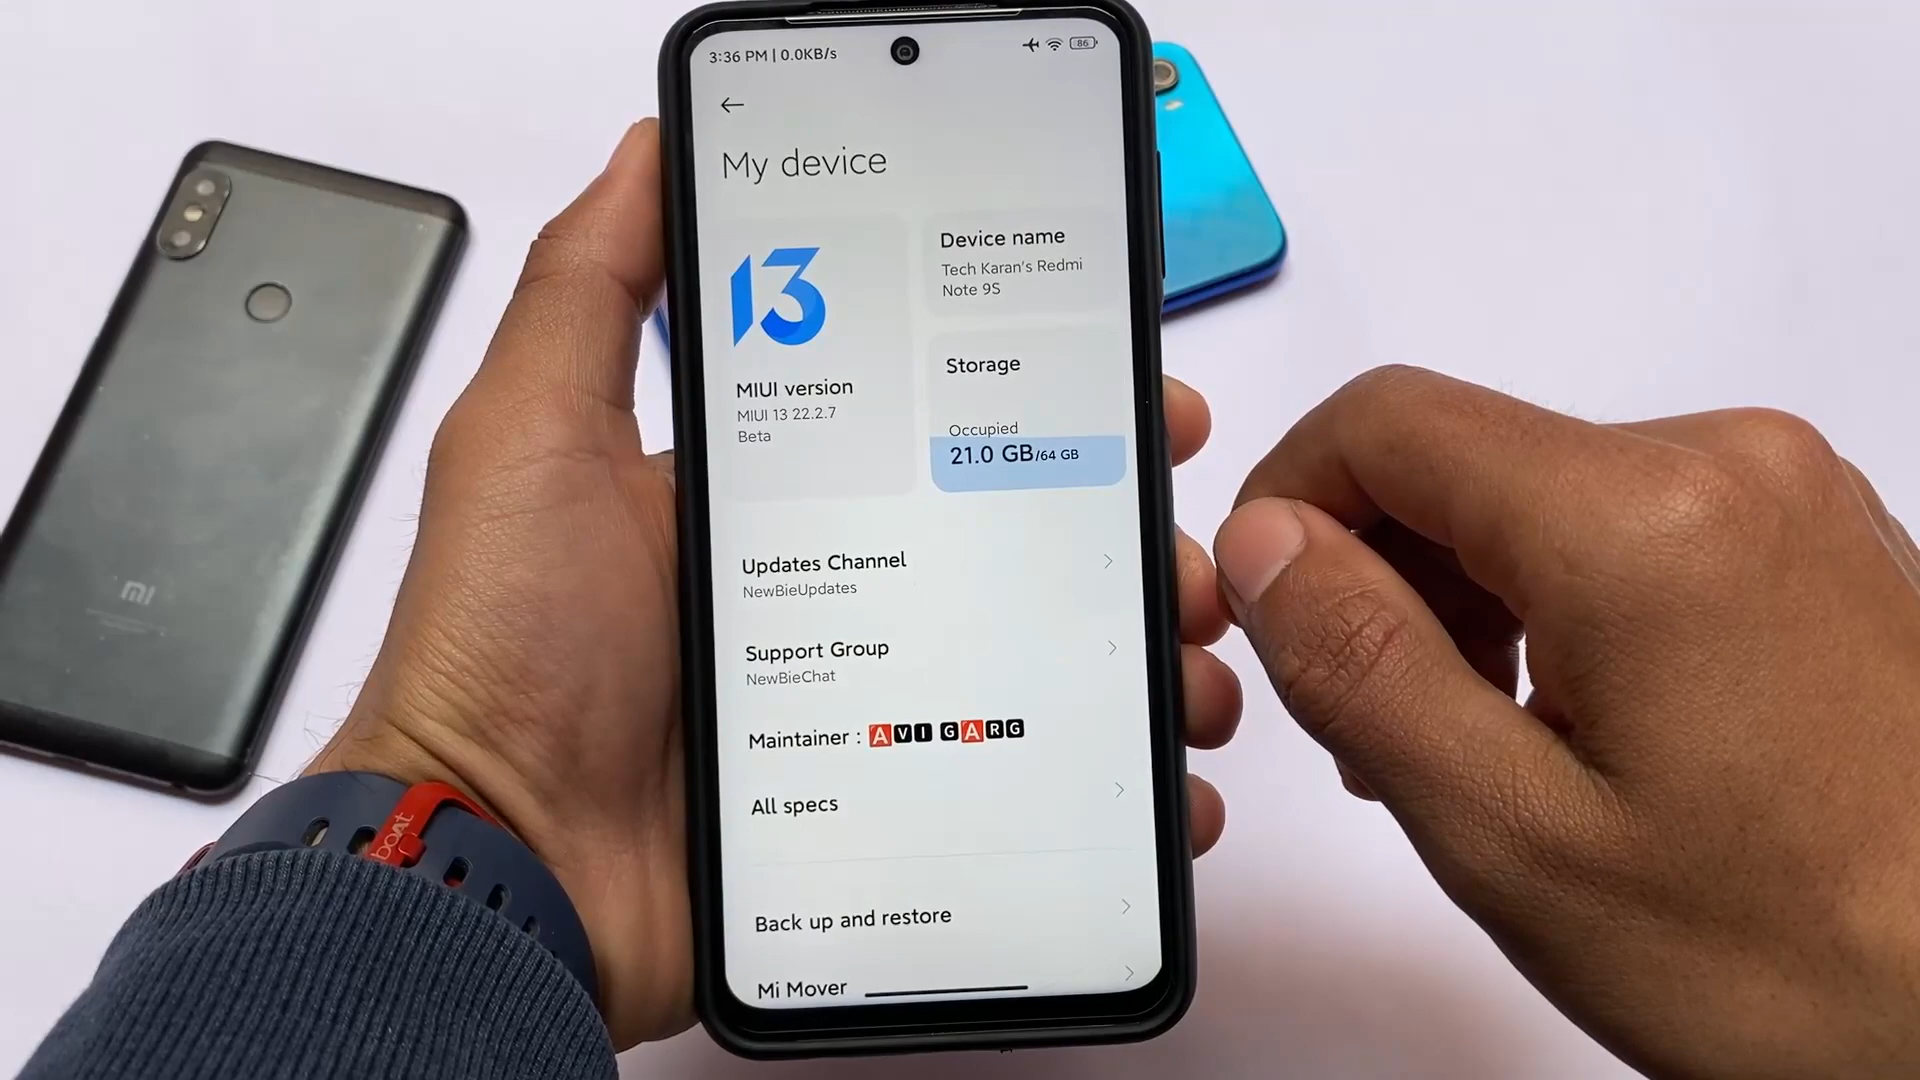 3:36 PM | 0.0KB/s
86
My device
13
MIUI version
MIUI 13 22.2.7
Beta
Device name
Tech Karan's Redmi
Note 9S
Storage
Occupied
21.0 GB/64 GB
Updates Channel
NewBieUpdates
Support Group
NewBieChat
Maintainer : 🅰🆅🅸 🅶🅰🆁🅶
All specs
Back up and restore
Mi Mover
mi
boAt